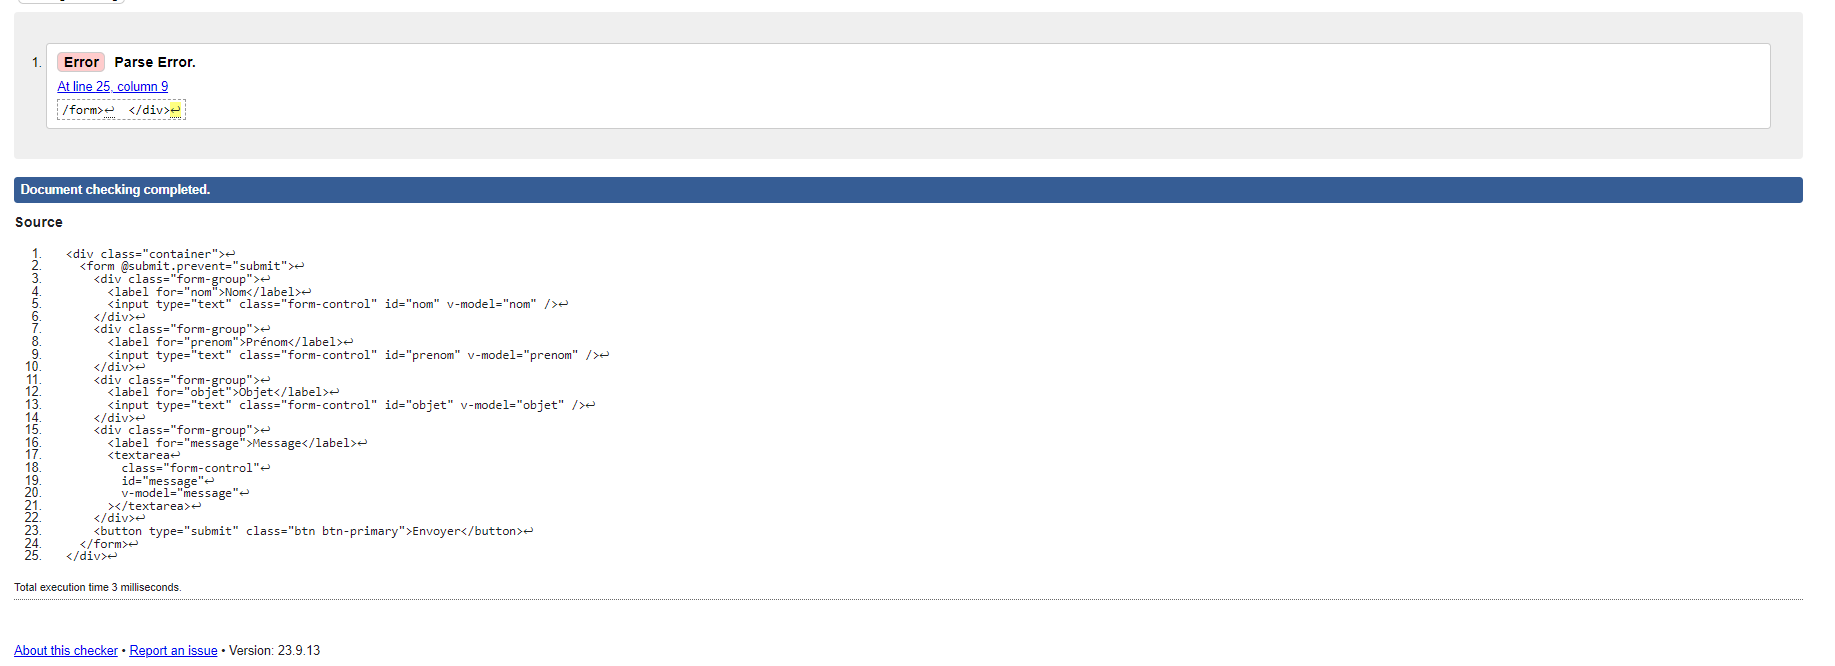 1. Error Parse Error.
At line 25, column 9
/form>↩  </div>↩
Document checking completed.
Source
1. <div class="container">↩
2.   <form @submit.prevent="submit">↩
3.     <div class="form-group">↩
4.       <label for="nom">Nom</label>↩
5.       <input type="text" class="form-control" id="nom" v-model="nom" />↩
6.     </div>↩
7.     <div class="form-group">↩
8.       <label for="prenom">Prénom</label>↩
9.       <input type="text" class="form-control" id="prenom" v-model="prenom" />↩
10.     </div>↩
11.     <div class="form-group">↩
12.       <label for="objet">Objet</label>↩
13.       <input type="text" class="form-control" id="objet" v-model="objet" />↩
14.     </div>↩
15.     <div class="form-group">↩
16.       <label for="message">Message</label>↩
17.       <textarea↩
18.         class="form-control"↩
19.         id="message"↩
20.         v-model="message"↩
21.       ></textarea>↩
22.     </div>↩
23.     <button type="submit" class="btn btn-primary">Envoyer</button>↩
24.   </form>↩
25. </div>↩
Total execution time 3 milliseconds.
About this checker • Report an issue • Version: 23.9.13